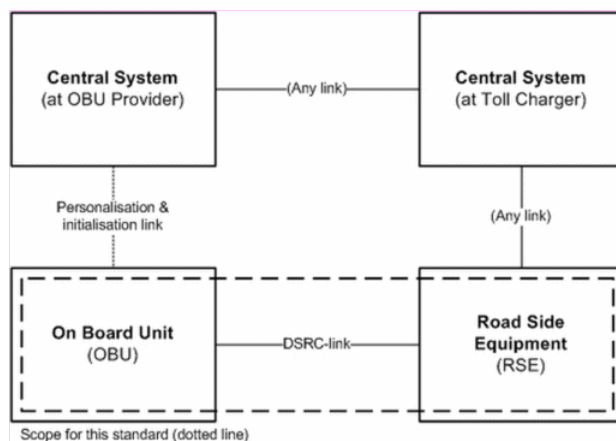 Central System
(at OBU Provider)
(Any link)
Central System
(at Toll Charger)
Personalisation &
initialisation link
(Any link)
On Board Unit
(OBU)
DSRC-link
Road Side
Equipment
(RSE)
Scope for this standard (dotted line)